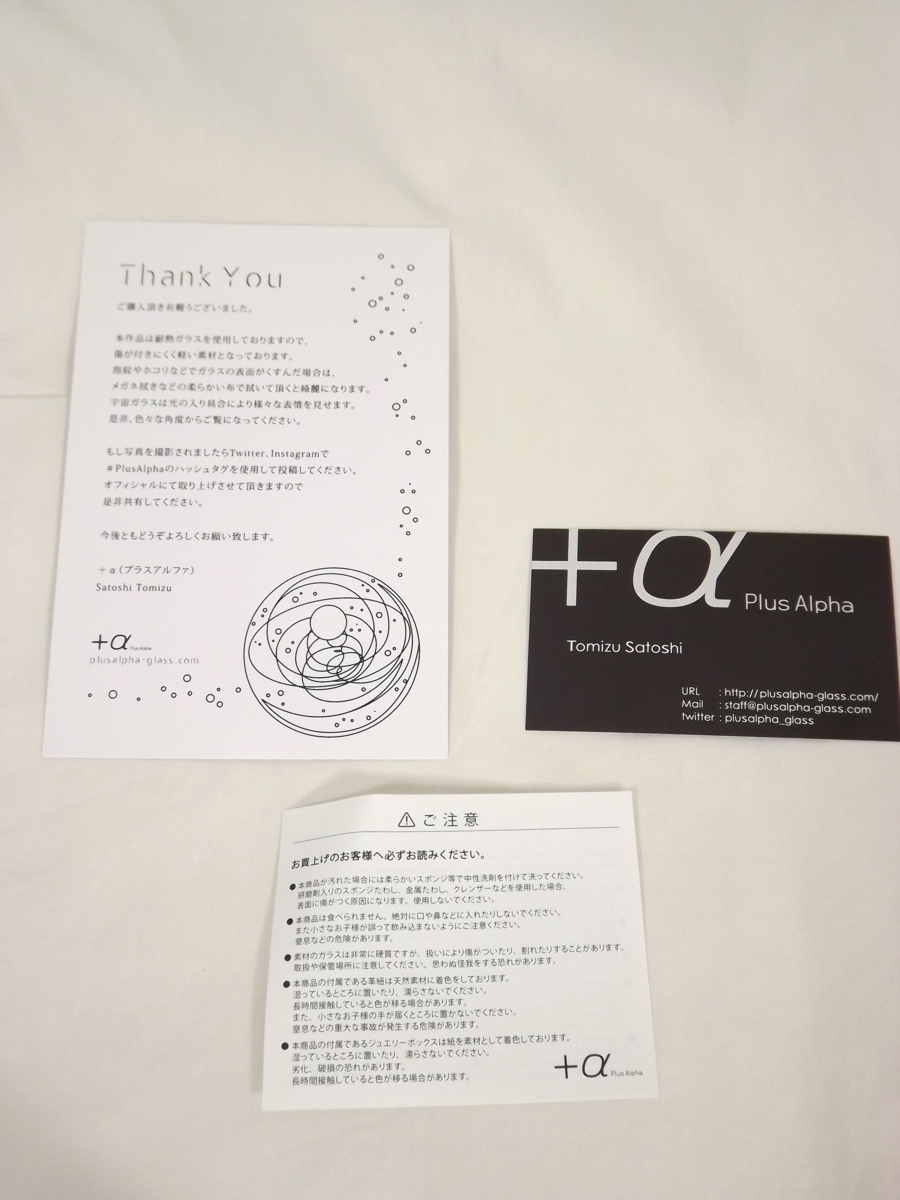 Thank You
ご購入頂き有難うございました。
本作品は耐熱ガラスを使用しておりますので、
傷が付きにくく軽い素材となっております。
指紋やホコリなどでガラスの表面がくすんだ場合は、
メガネ拭きなどの柔らかい布で拭いて頂くと綺麗になります。
宇宙ガラスは光の入り具合により様々な表情を見せます。
是非、色々な角度からご覧になってください。
もし写真を撮影されましたらTwitter、Instagramで
#PlusAlphaのハッシュタグを使用して投稿してください。
オフィシャルにて取り上げさせて頂きますので
是非共有してください。
今後ともどうぞよろしくお願い致します。
+α(プラスアルファ)
Satoshi Tomizu
+α Plus Alpha
plusalpha-glass.com
+α Plus Alpha
Tomizu Satoshi
URL : http://plusalpha-glass.com/
Mail : staff@plusalpha-glass.com
twitter : plusalpha_glass
⚠ご注意
お買上げのお客様へ必ずお読みください。
●本商品が汚れた場合には柔らかいスポンジ等で中性洗剤を付けて洗ってください。
研磨剤入りのスポンジたわし、金属たわし、クレンザーなどを使用した場合、
表面に傷がつく原因になります。使用しないでください。
●本商品は食べられません。絶対に口や鼻などに入れたりしないでください。
また小さなお子様が誤って飲み込まないようにご注意ください。
窒息などの危険があります。
●素材のガラスは非常に硬質ですが、扱いにより傷がついたり、割れたりすることがあります。
取扱や保管場所に注意してください。思わぬ怪我をする恐れがあります。
●本商品の付属である革紐は天然素材に着色をしております。
湿っているところに置いたり、濡らさないでください。
長時間接触していると色が移る場合があります。
また、小さなお子様の手が届くところに置かないでください。
窒息などの重大な事故が発生する危険があります。
●本商品の付属であるジュエリーボックスは紙を素材として着色しております。
湿っているところに置いたり、濡らさないでください。
劣化、破損の恐れがあります。
長時間接触していると色が移る場合があります。
+α Plus Alpha